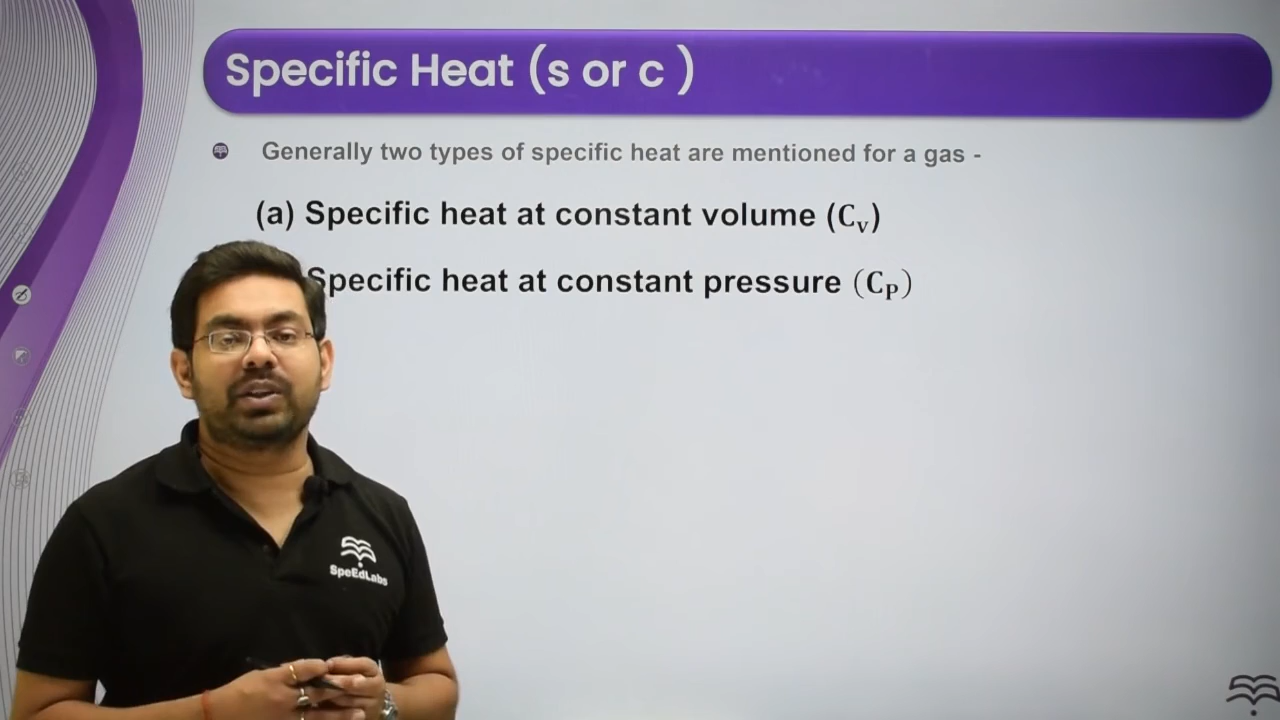 Specific Heat (s or c )
Generally two types of specific heat are mentioned for a gas -
(a) Specific heat at constant volume (Cᵥ)
Specific heat at constant pressure (C_P)
SpeEdLabs